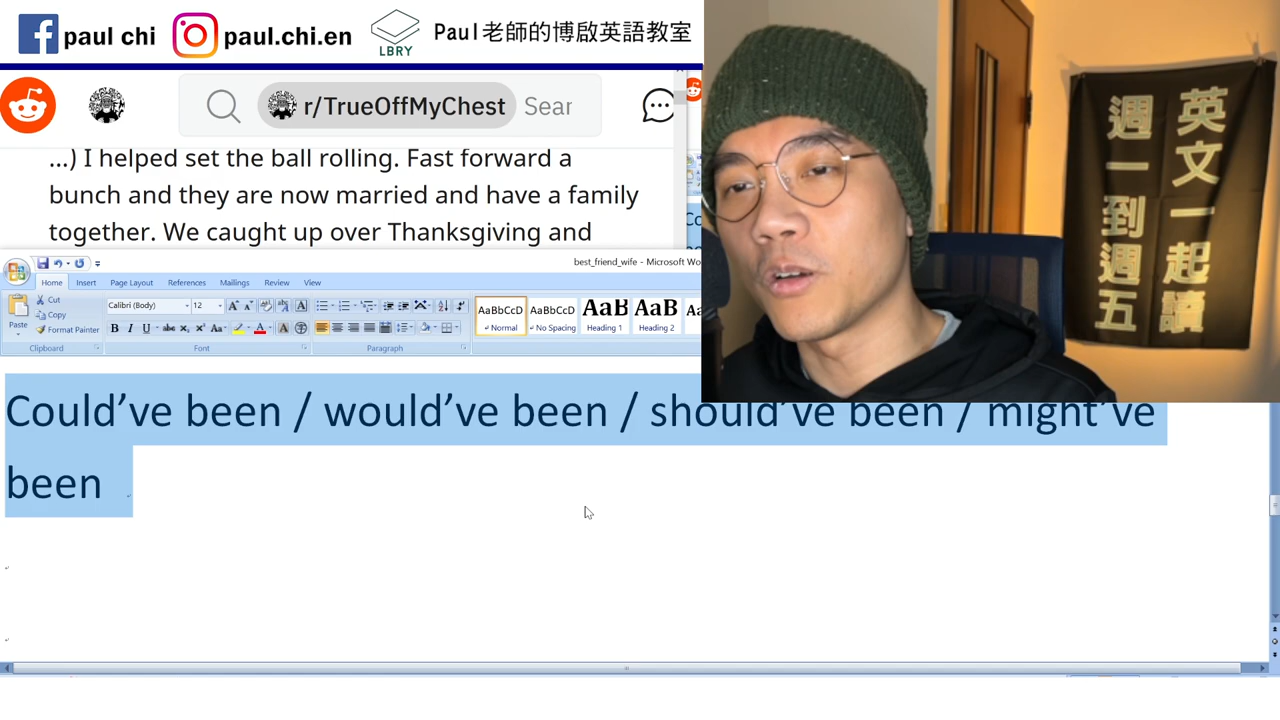 paul chi
paul.chi.en
LBRY
Paul老師的博啟英語教室
r/TrueOffMyChest
Sear
...) I helped set the ball rolling. Fast forward a
bunch and they are now married and have a family
together. We caught up over Thanksgiving and
best_friend_wife - Microsoft Wo
Home Insert Page Layout References Mailings Review View
Paste
Cut
Copy
Format Painter
Clipboard
Calibri (Body) 12
Font
Paragraph
AaBbCcD AaBbCcD AaB AaB Aa
Normal No Spacing Heading 1 Heading 2
Co
Could’ve been / would’ve been / should’ve been / might’ve
been
英文一起讀
週一到週五